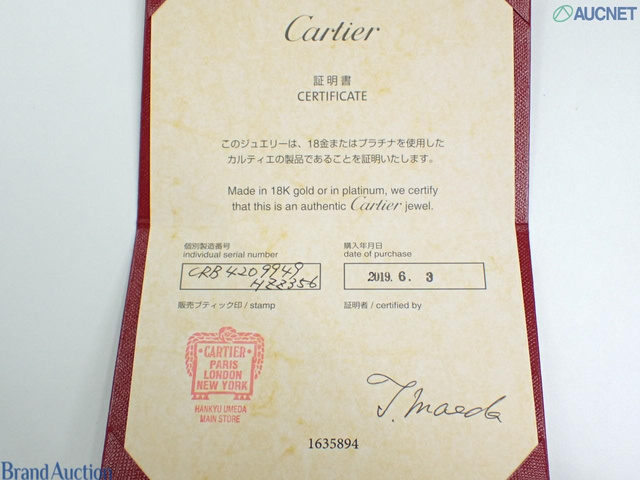 AUCNET
Cartier
証明書
CERTIFICATE
このジュエリーは、18金またはプラチナを使用した
カルティエの製品であることを証明いたします。
Made in 18K gold or in platinum, we certify
that this is an authentic Cartier jewel.
個別製造番号
individual serial number
CRB4209949
HZZ356
購入年月日
date of purchase
2019. 6. 3
販売ブティック印 / stamp
証明者 / certified by
CARTIER
PARIS
LONDON
NEW YORK
HANKYU UMEDA
MAIN STORE
T. Maeda
1635894
Brand Auction